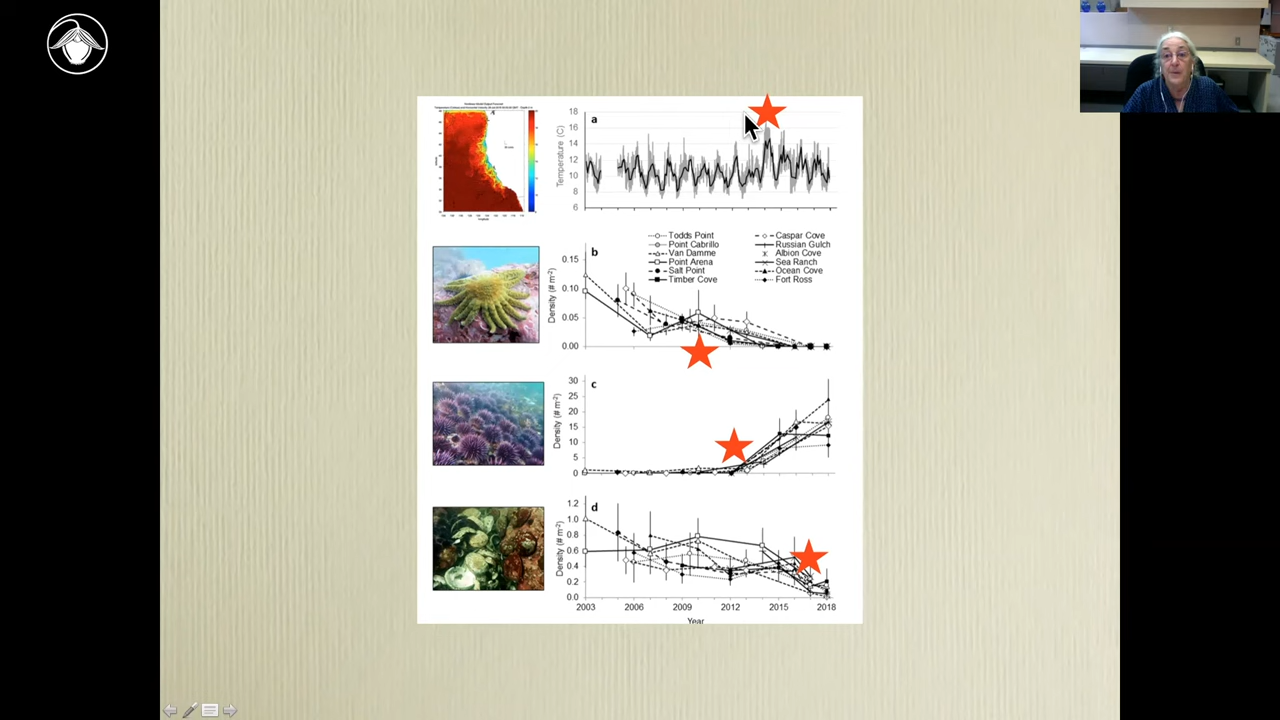 a
Temperature (C)
18
16
14
12
10
8
6
b
Todds Point
Point Cabrillo
Van Damme
Point Arena
Salt Point
Timber Cove
Caspar Cove
Russian Gulch
Albion Cove
Sea Ranch
Ocean Cove
Fort Ross
Density (# m-2)
0.15
0.10
0.05
0.00
c
Density (# m-2)
30
25
20
15
10
5
0
d
Density (# m-2)
1.2
1.0
0.8
0.6
0.4
0.2
0.0
2003 2006 2009 2012 2015 2018
Year